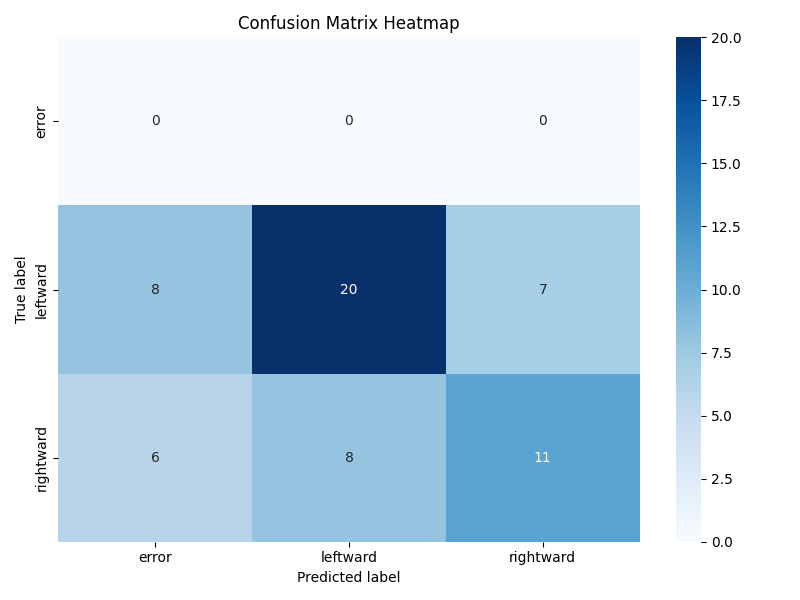 Confusion Matrix Heatmap
True label
error
leftward
rightward
0 0 0
8 20 7
6 8 11
error leftward rightward
Predicted label
20.0
17.5
15.0
12.5
10.0
7.5
5.0
2.5
0.0